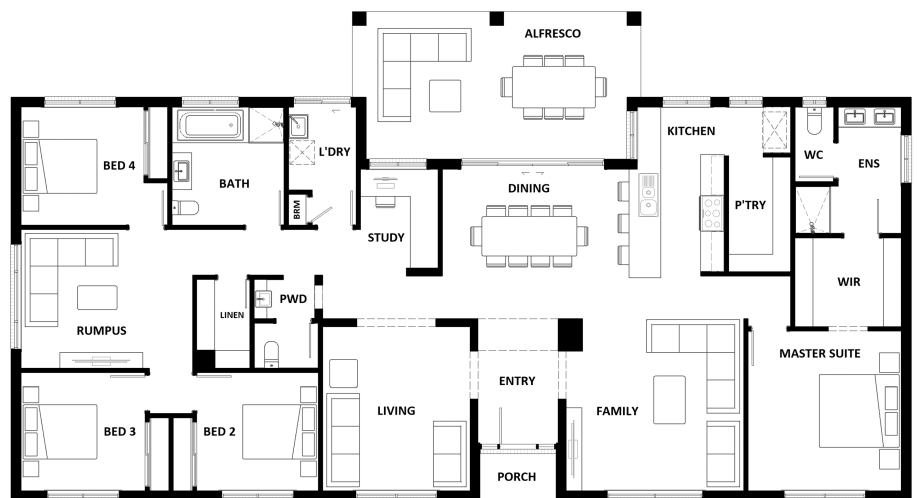 ALFRESCO
KITCHEN
L'DRY
WC
ENS
BED 4
BATH
DINING
P'TRY
BRM
STUDY
WIR
PWD
LINEN
RUMPUS
MASTER SUITE
ENTRY
LIVING
FAMILY
BED 3
BED 2
PORCH